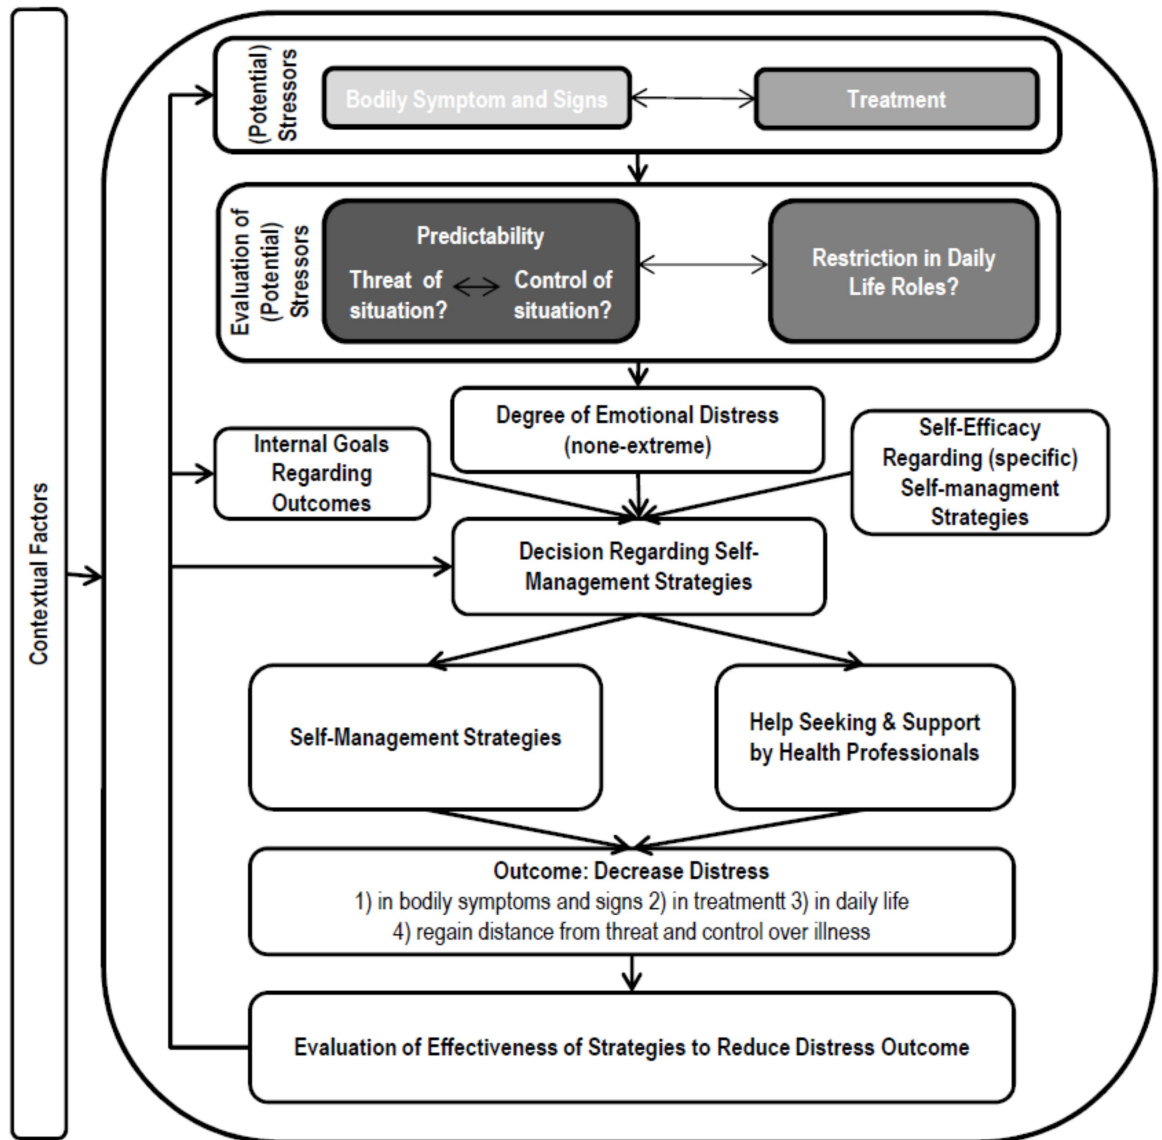 Contextual Factors
(Potential)
Stressors
Bodily Symptom and Signs
Treatment
Evaluation of
(Potential)
Stressors
Predictability
Threat of
situation?
Control of
situation?
Restriction in Daily
Life Roles?
Degree of Emotional Distress
(none-extreme)
Internal Goals
Regarding
Outcomes
Self-Efficacy
Regarding (specific)
Self-managment
Strategies
Decision Regarding Self-
Management Strategies
Self-Management Strategies
Help Seeking & Support
by Health Professionals
Outcome: Decrease Distress
1) in bodily symptoms and signs 2) in treatmentt 3) in daily life
4) regain distance from threat and control over illness
Evaluation of Effectiveness of Strategies to Reduce Distress Outcome